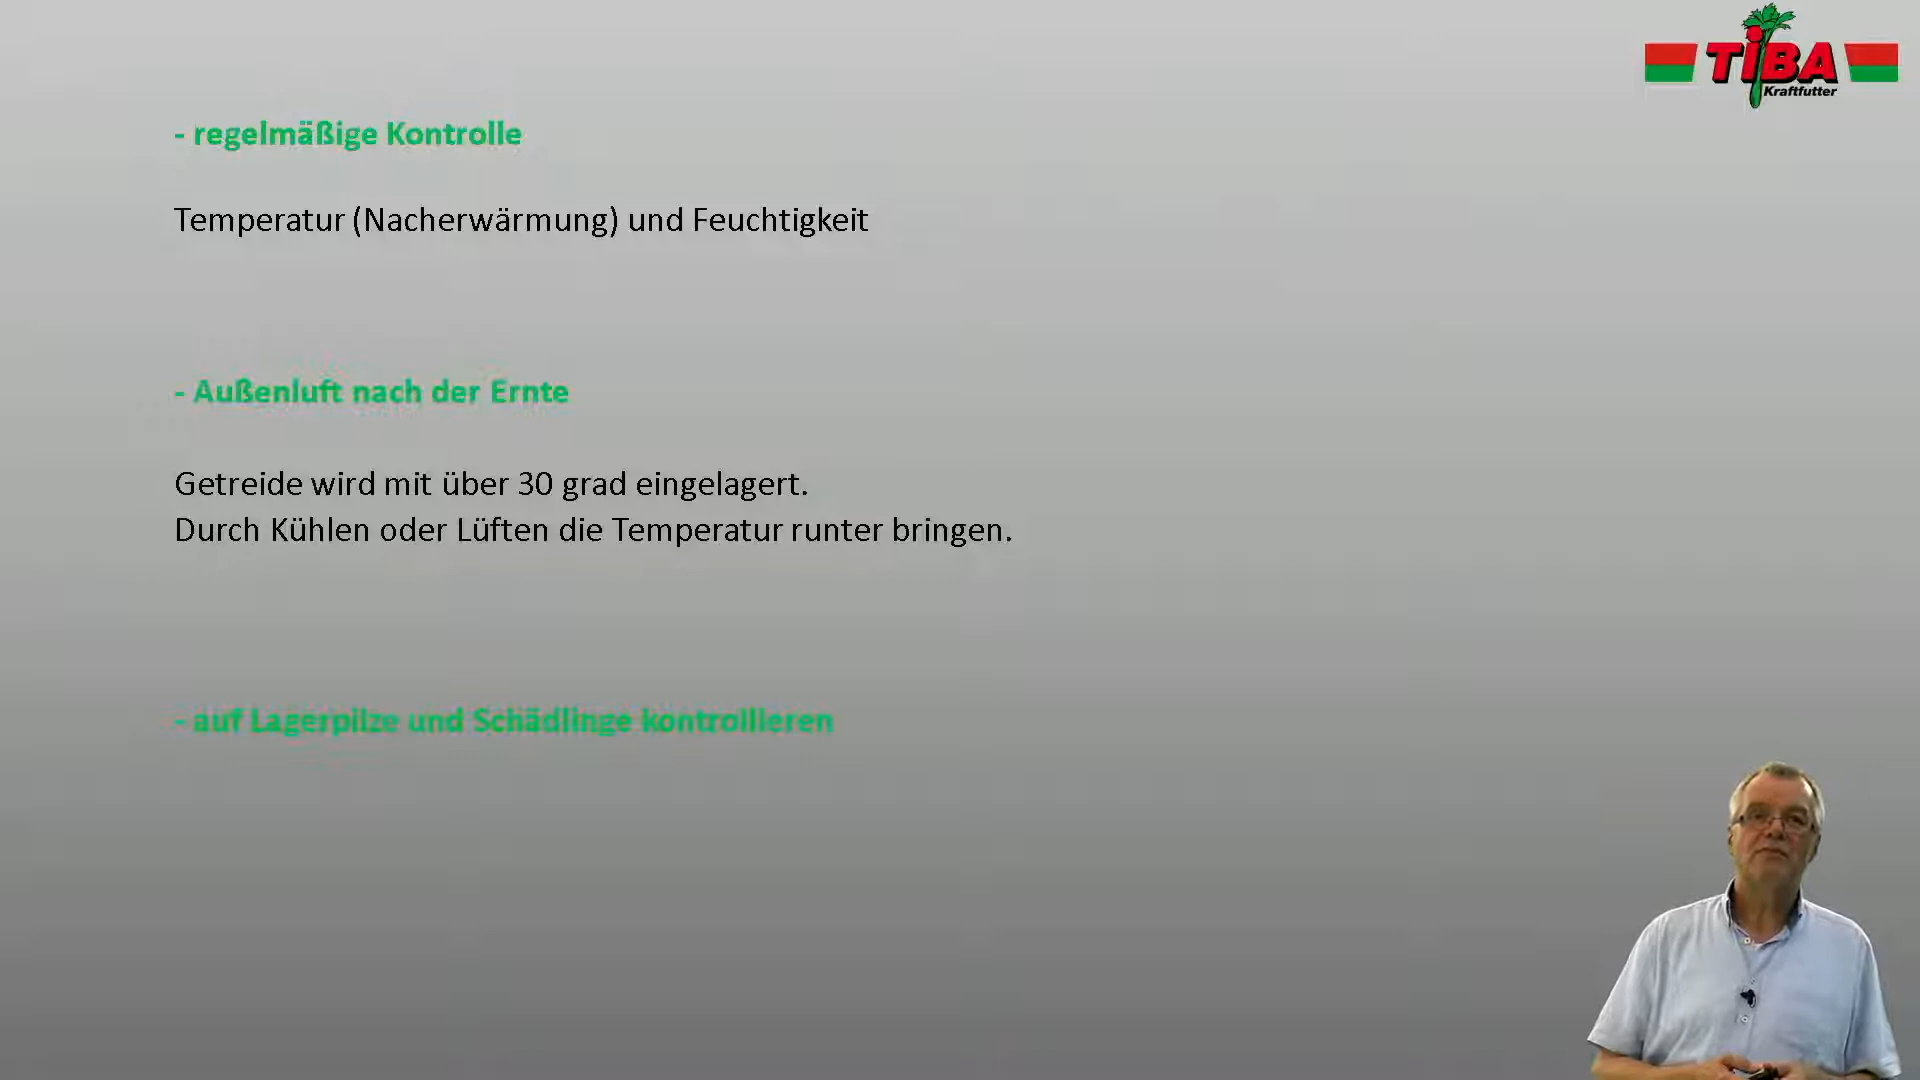 TiBA
Kraftfutter
- regelmäßige Kontrolle
Temperatur (Nacherwärmung) und Feuchtigkeit
- Außenluft nach der Ernte
Getreide wird mit über 30 grad eingelagert.
Durch Kühlen oder Lüften die Temperatur runter bringen.
- auf Lagerpilze und Schädlinge kontrollieren